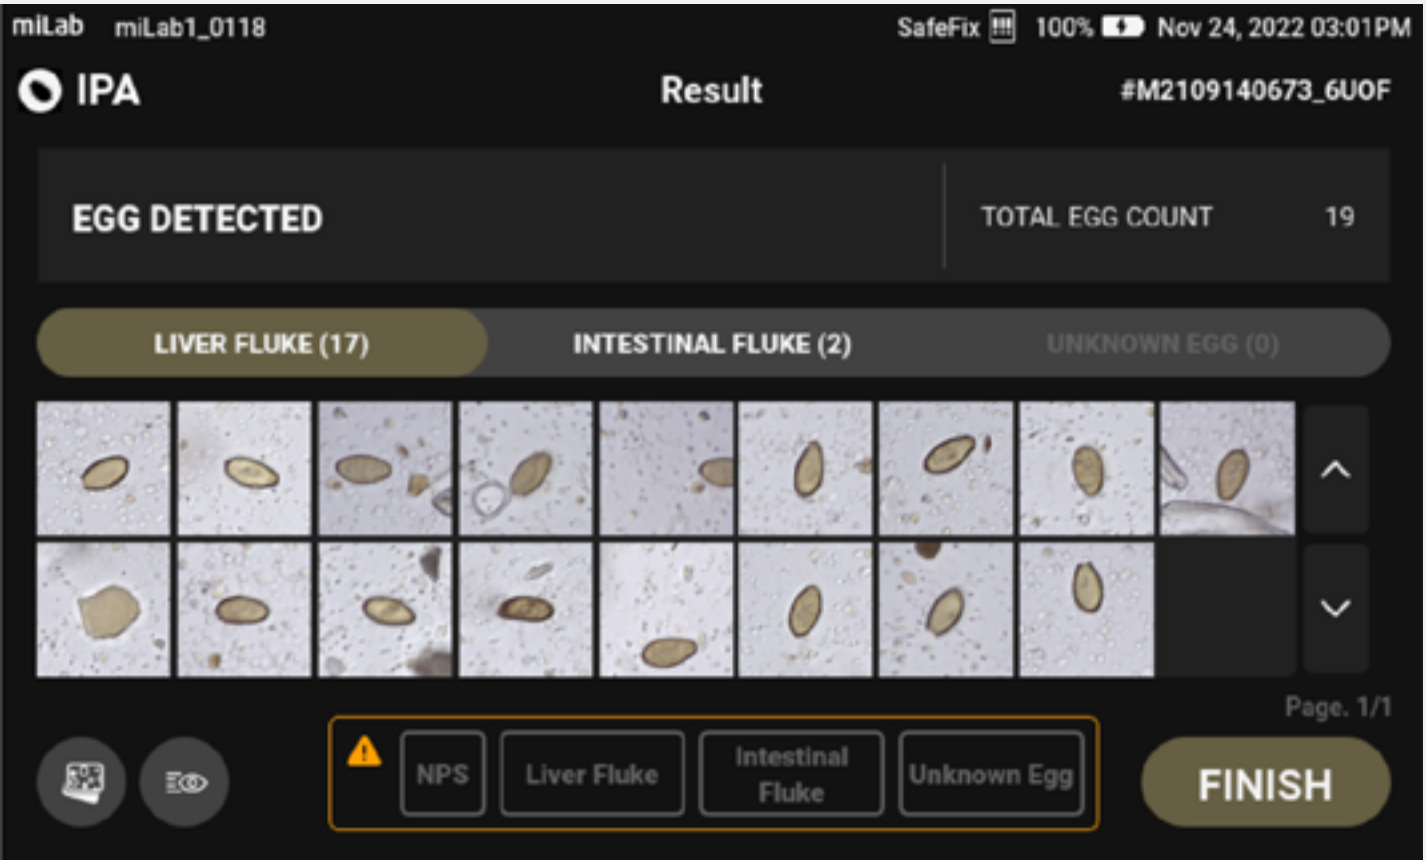 miLab miLab1_0118 SafeFix 100% Nov 24, 2022 03:01PM
IPA Result #M2109140673_6UOF
EGG DETECTED TOTAL EGG COUNT 19
LIVER FLUKE (17) INTESTINAL FLUKE (2) UNKNOWN EGG (0)
Page. 1/1
NPS Liver Fluke Intestinal Fluke Unknown Egg FINISH